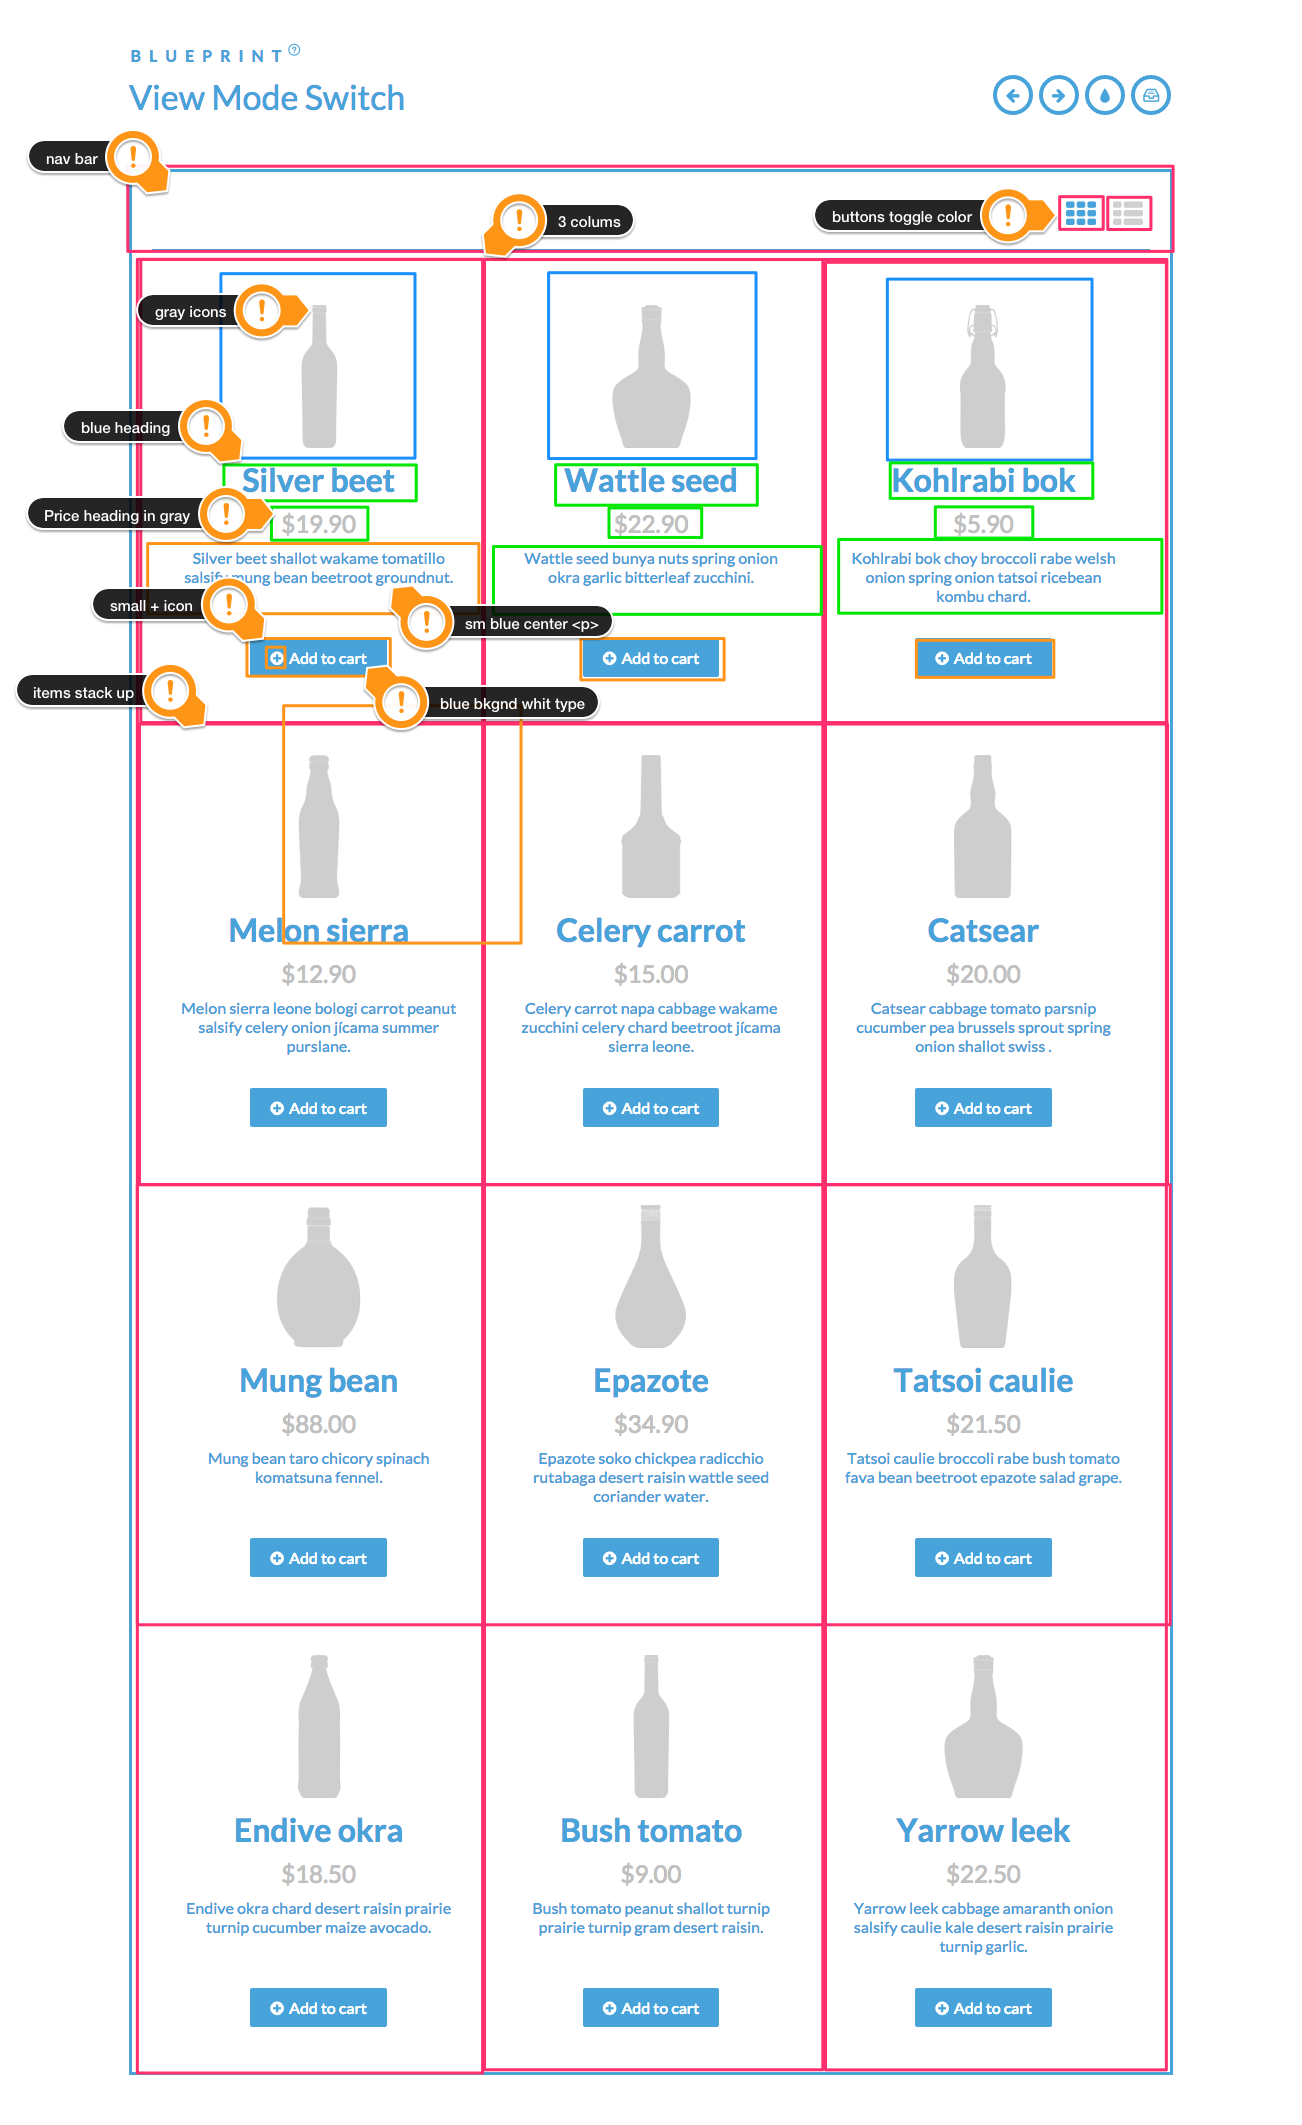 BLUEPRINT
?
View Mode Switch
nav bar
3 colums
buttons toggle color
gray icons
blue heading
Silver beet
Wattle seed
Kohlrabi bok
Price heading in gray
$19.90
$22.90
$5.90
Silver beet shallot wakame tomatillo
salsify mung bean beetroot groundnut.
Wattle seed bunya nuts spring onion
okra garlic bitterleaf zucchini.
Kohlrabi bok choy broccoli rabe welsh
onion spring onion tatsoi ricebean
kombu chard.
small + icon
sm blue center <p>
Add to cart
Add to cart
Add to cart
items stack up
blue bkgnd whit type
Melon sierra
Celery carrot
Catsear
$12.90
$15.00
$20.00
Melon sierra leone bologi carrot peanut
salsify celery onion jícama summer
purslane.
Celery carrot napa cabbage wakame
zucchini celery chard beetroot jícama
sierra leone.
Catsear cabbage tomato parsnip
cucumber pea brussels sprout spring
onion shallot swiss .
Add to cart
Add to cart
Add to cart
Mung bean
Epazote
Tatsoi caulie
$88.00
$34.90
$21.50
Mung bean taro chicory spinach
komatsuna fennel.
Epazote soko chickpea radicchio
rutabaga desert raisin wattle seed
coriander water.
Tatsoi caulie broccoli rabe bush tomato
fava bean beetroot epazote salad grape.
Add to cart
Add to cart
Add to cart
Endive okra
Bush tomato
Yarrow leek
$18.50
$9.00
$22.50
Endive okra chard desert raisin prairie
turnip cucumber maize avocado.
Bush tomato peanut shallot turnip
prairie turnip gram desert raisin.
Yarrow leek cabbage amaranth onion
salsify caulie kale desert raisin prairie
turnip garlic.
Add to cart
Add to cart
Add to cart